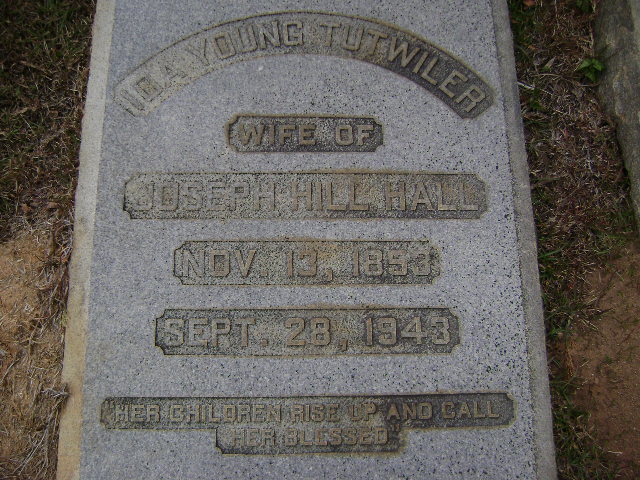 IDA YOUNG TUTWILER
WIFE OF
JOSEPH HILL HALL
NOV. 13, 1853
SEPT. 28, 1943
HER CHILDREN RISE UP AND CALL
HER BLESSED